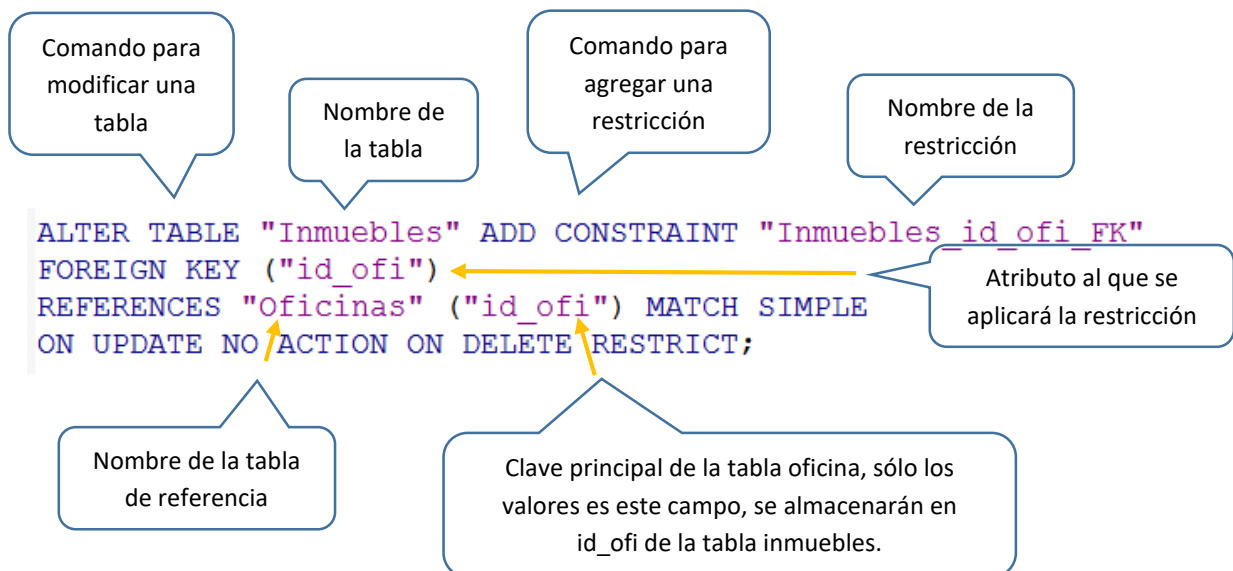 Comando para
modificar una
tabla
Nombre de
la tabla
Comando para
agregar una
restricción
Nombre de la
restricción
ALTER TABLE "Inmuebles" ADD CONSTRAINT "Inmuebles_id_ofi_FK"
FOREIGN KEY ("id_ofi")
REFERENCES "Oficinas" ("id_ofi") MATCH SIMPLE
ON UPDATE NO ACTION ON DELETE RESTRICT;
Atributo al que se
aplicará la restricción
Nombre de la tabla
de referencia
Clave principal de la tabla oficina, sólo los
valores es este campo, se almacenarán en
id_ofi de la tabla inmuebles.